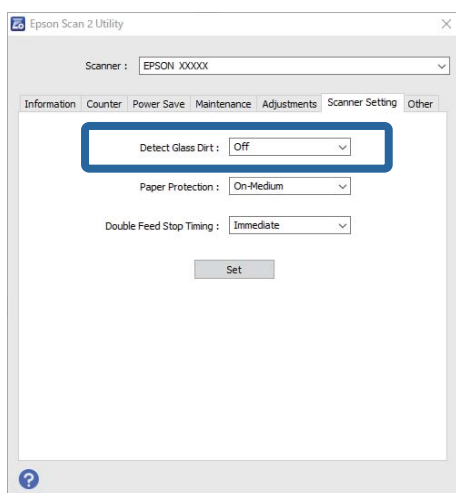 Epson Scan 2 Utility
Scanner : EPSON XXXXX
Information Counter Power Save Maintenance Adjustments Scanner Setting Other
Detect Glass Dirt : Off
Paper Protection : On-Medium
Double Feed Stop Timing : Immediate
Set
?